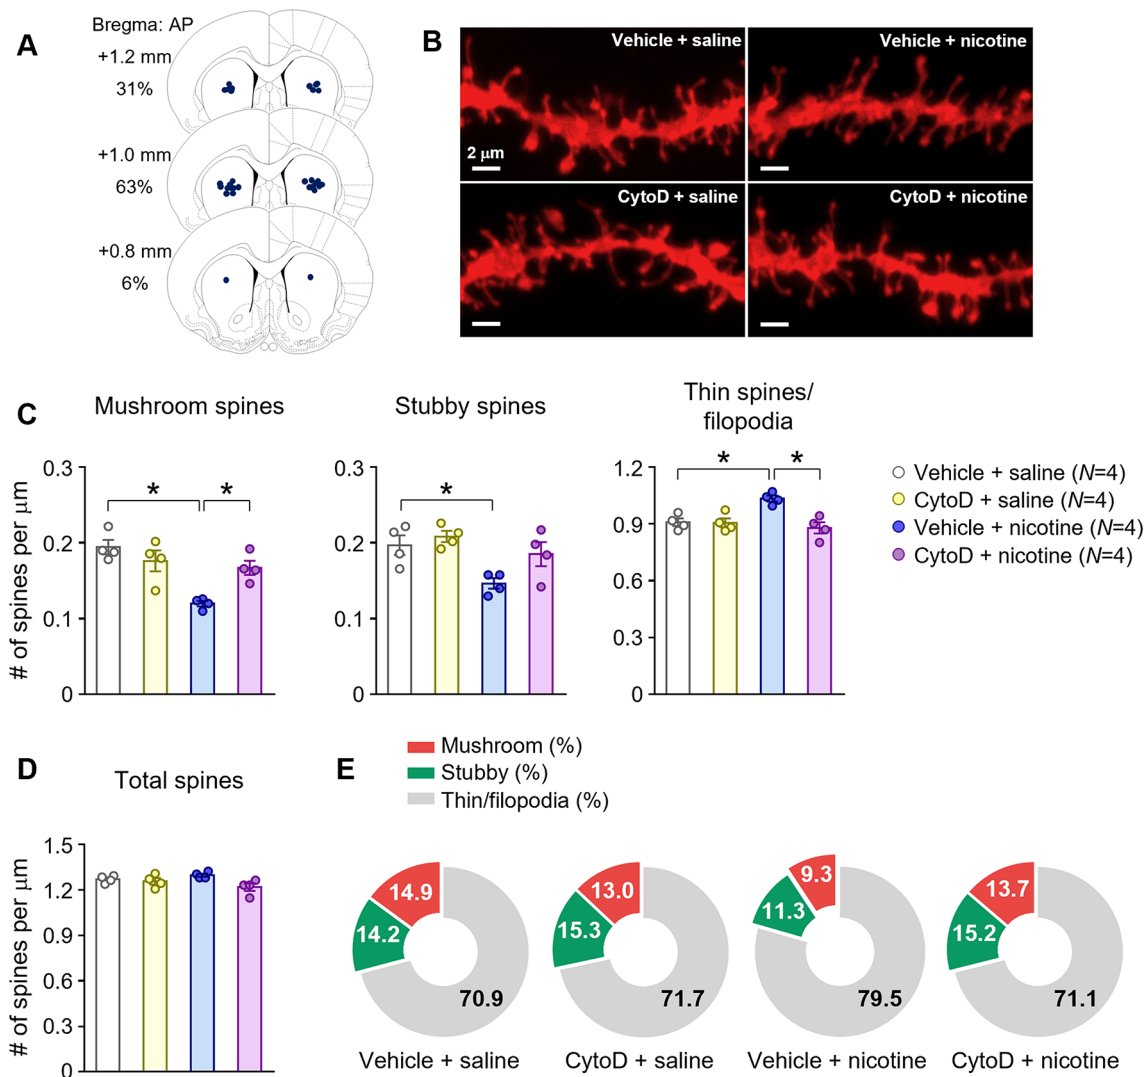 A
Bregma: AP
+1.2 mm
31%
+1.0 mm
63%
+0.8 mm
6%
B
Vehicle + saline
Vehicle + nicotine
2 µm
CytoD + saline
CytoD + nicotine
C
Mushroom spines
Stubby spines
Thin spines/
filopodia
# of spines per µm
0.3
0.2
0.1
0
* *
0.3
0.2
0.1
0
*
1.2
0.9
0.6
0.3
0
* *
Vehicle + saline (N=4)
CytoD + saline (N=4)
Vehicle + nicotine (N=4)
CytoD + nicotine (N=4)
D
Total spines
# of spines per µm
1.5
1.2
0.9
0.6
0.3
0
E
Mushroom (%)
Stubby (%)
Thin/filopodia (%)
14.9
14.2
70.9
Vehicle + saline
13.0
15.3
71.7
CytoD + saline
9.3
11.3
79.5
Vehicle + nicotine
13.7
15.2
71.1
CytoD + nicotine